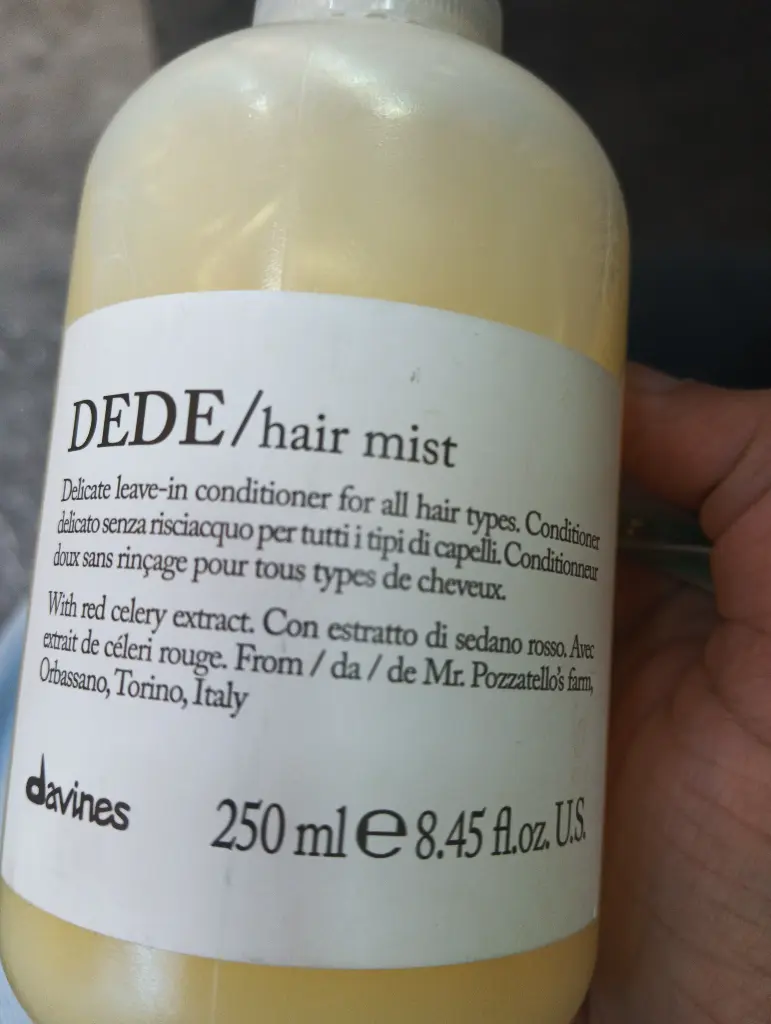 DEDE/hair mist
Delicate leave-in conditioner for all hair types. Conditioner
delicato senza risciacquo per tutti i tipi di capelli. Conditionneur
doux sans rinçage pour tous types de cheveux.
With red celery extract. Con estratto di sedano rosso. Avec
extrait de céleri rouge. From / da / de Mr. Pozzatello's farm,
Orbassano, Torino, Italy
davines
250 ml e 8.45 fl.oz. U.S.